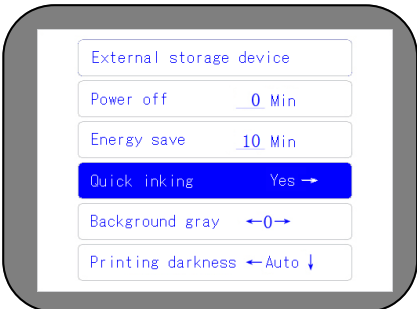 External storage device
Power off 0 Min
Energy save 10 Min
Quick inking Yes →
Background gray ←0→
Printing darkness ←Auto ↓